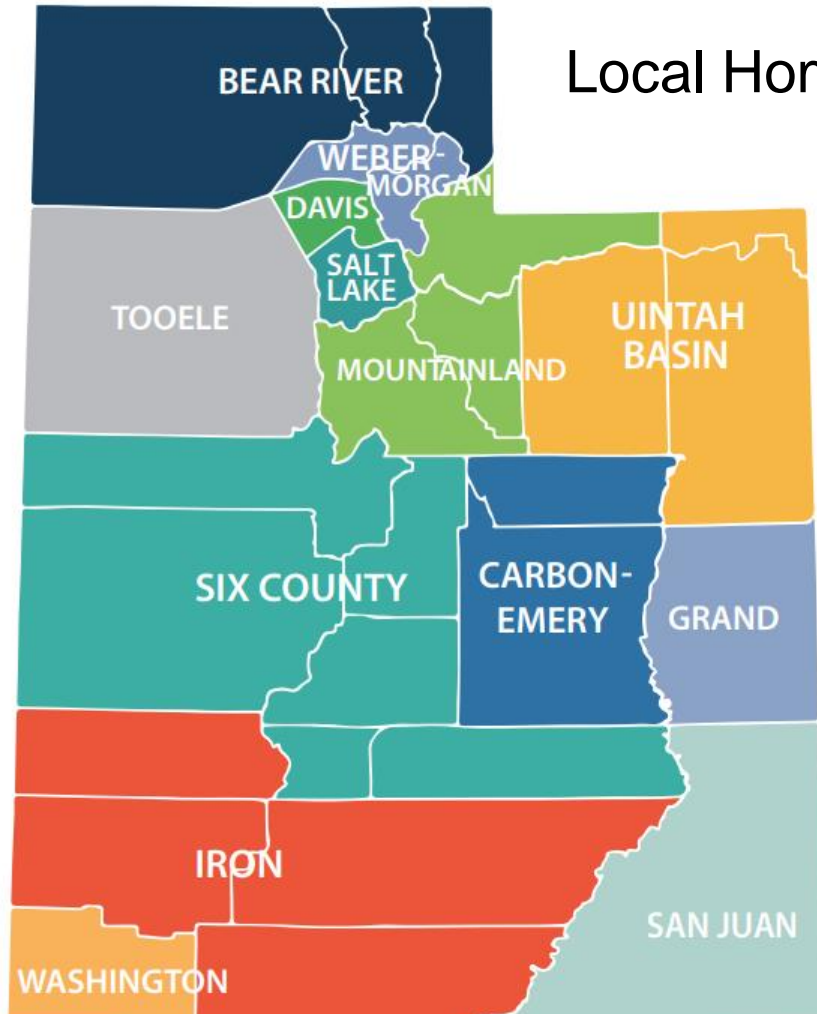 Local
BEAR RIVER
WEBER-
MORGAN
DAVIS
SALT
LAKE
TOOELE
UINTAH
BASIN
MOUNTAINLAND
SIX COUNTY
CARBON-
EMERY
GRAND
IRON
SAN JUAN
WASHINGTON